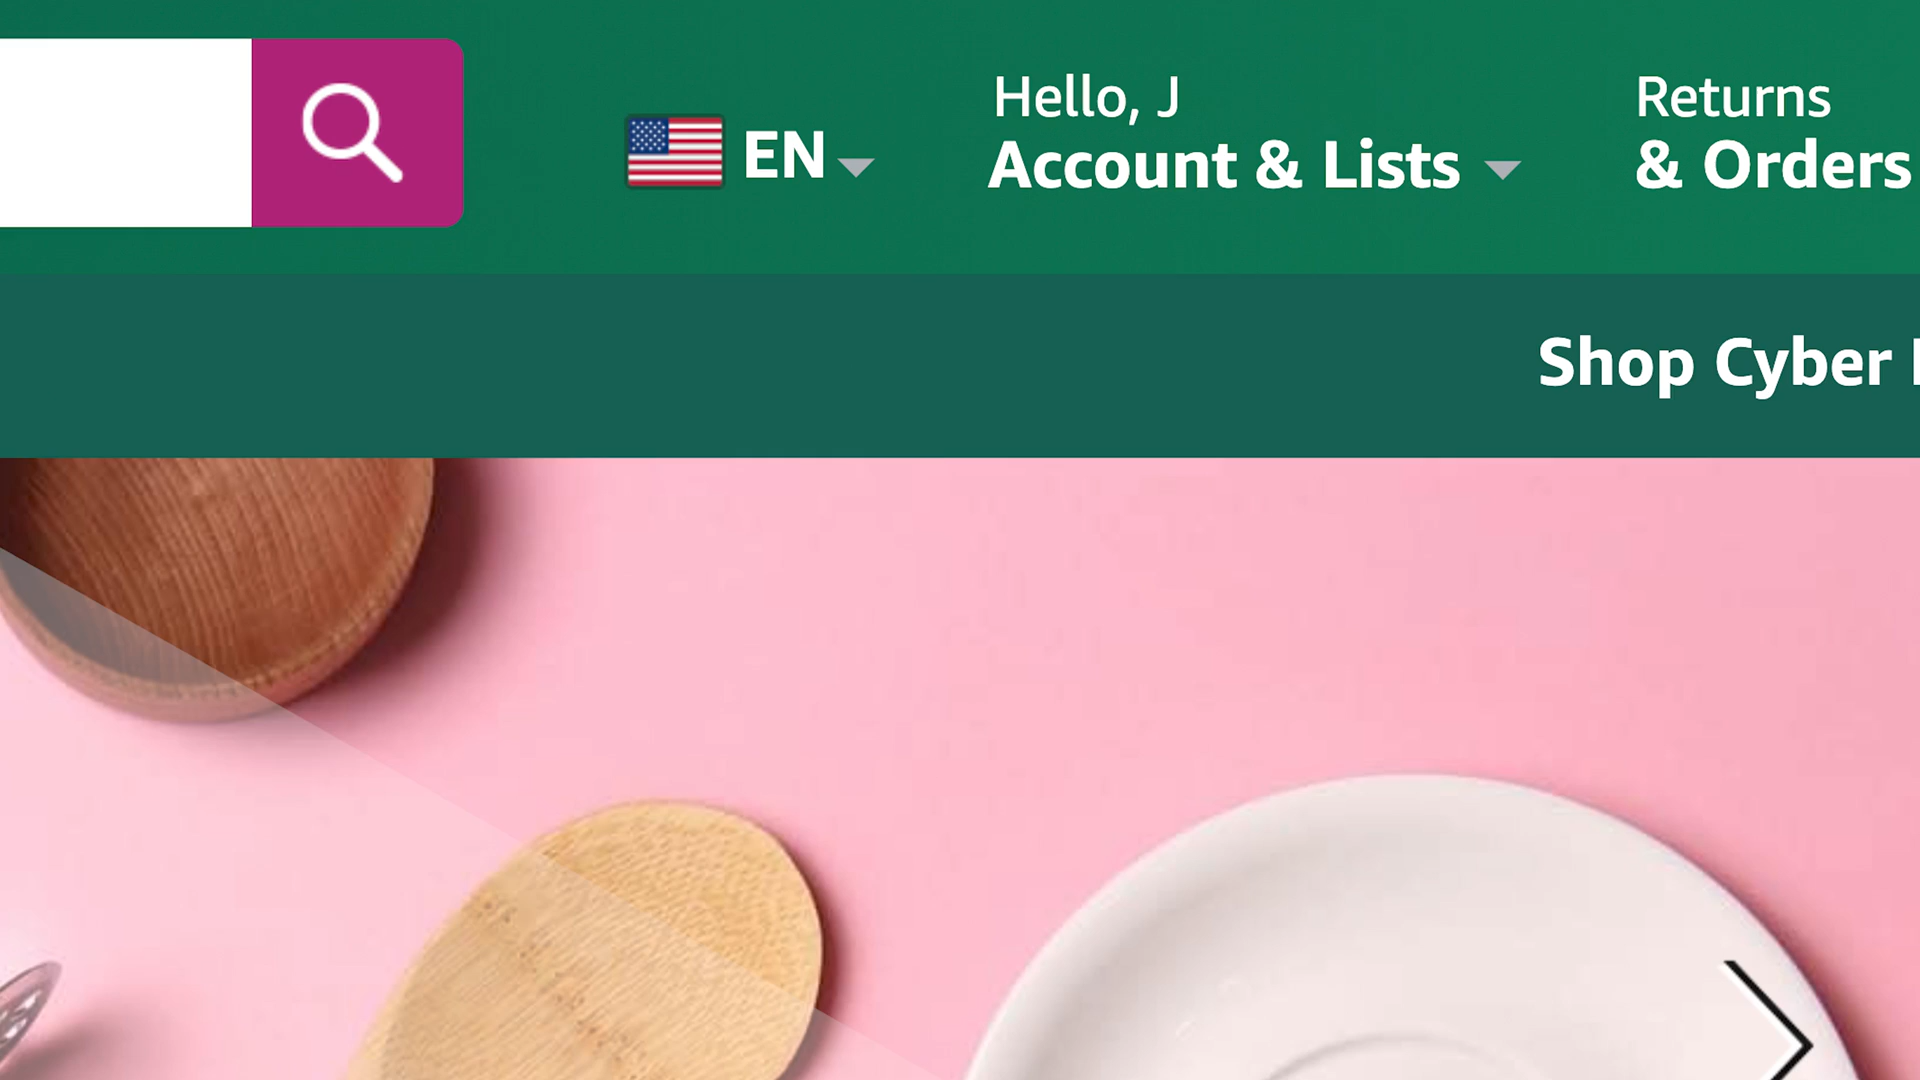 EN
Hello, J
Account & Lists
Returns
& Orders
Shop Cyber